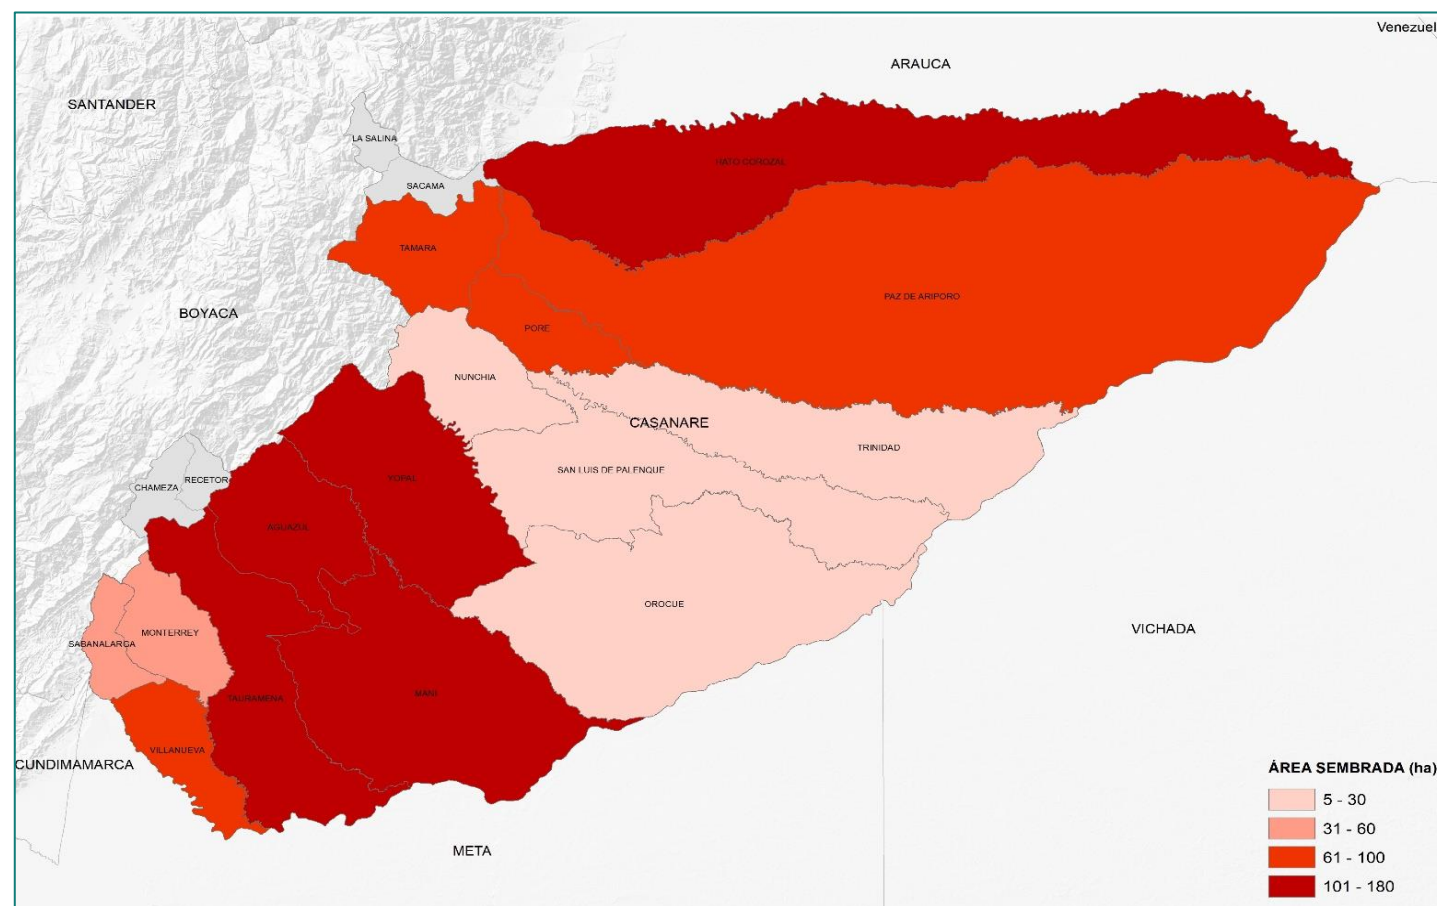 Venezuel
ARAUCA
SANTANDER
LA SALINA
HATO COROZAL
SACAMA
TAMARA
PAZ DE ARIPORO
BOYACA
PORE
NUNCHIA
CASANARE
TRINIDAD
SAN LUIS DE PALENQUE
YOPAL
RECETOR
CHAMEZA
AGUAZUL
OROCUE
VICHADA
MONTERREY
SABANALARGA
MANI
TAURAMENA
VILLANUEVA
CUNDIMAMARCA
META
ÁREA SEMBRADA (ha)
5 - 30
31 - 60
61 - 100
101 - 180